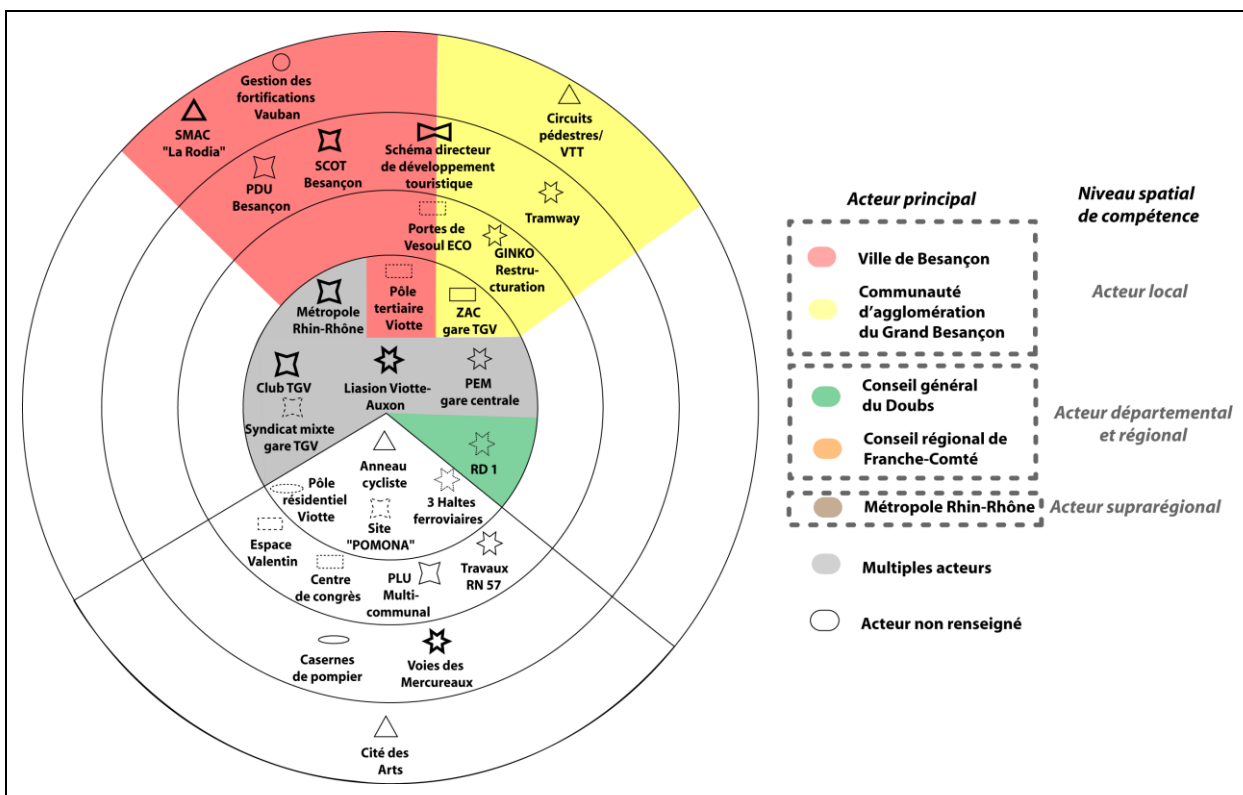 Gestion des
fortifications
Vauban
SMAC
"La Rodia"
Circuits
pédestres/
VTT
PDU
Besançon
SCOT
Besançon
Schéma directeur
de développement
touristique
Tramway
Portes de
Vesoul ECO
GINKO
Restru-
cturation
Métropole
Rhin-Rhône
Pôle
tertiaire
Viotte
ZAC
gare TGV
Club TGV
Syndicat mixte
gare TGV
Liasion Viotte-
Auxon
PEM
gare centrale
RD 1
Anneau
cycliste
Pôle
résidentiel
Viotte
Site
"POMONA"
3 Haltes
ferroviaires
Espace
Valentin
Centre
de congrès
PLU
Multi-
communal
Travaux
RN 57
Casernes
de pompier
Voies des
Mercureaux
Cité des
Arts
Acteur principal
Niveau spatial
de compétence
Ville de Besançon
Communauté
d'agglomération
du Grand Besançon
Acteur local
Conseil général
du Doubs
Conseil régional de
Franche-Comté
Acteur départemental
et régional
Métropole Rhin-Rhône
Acteur suprarégional
Multiples acteurs
Acteur non renseigné